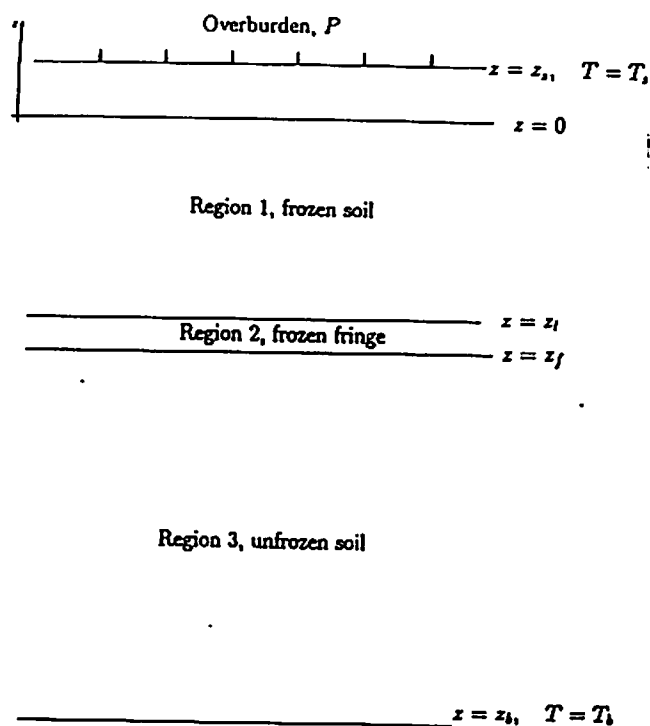 z
Overburden, P
z = z_s, T = T_s
z = 0
Region 1, frozen soil
z = z_l
Region 2, frozen fringe
z = z_f
Region 3, unfrozen soil
z = z_b, T = T_b